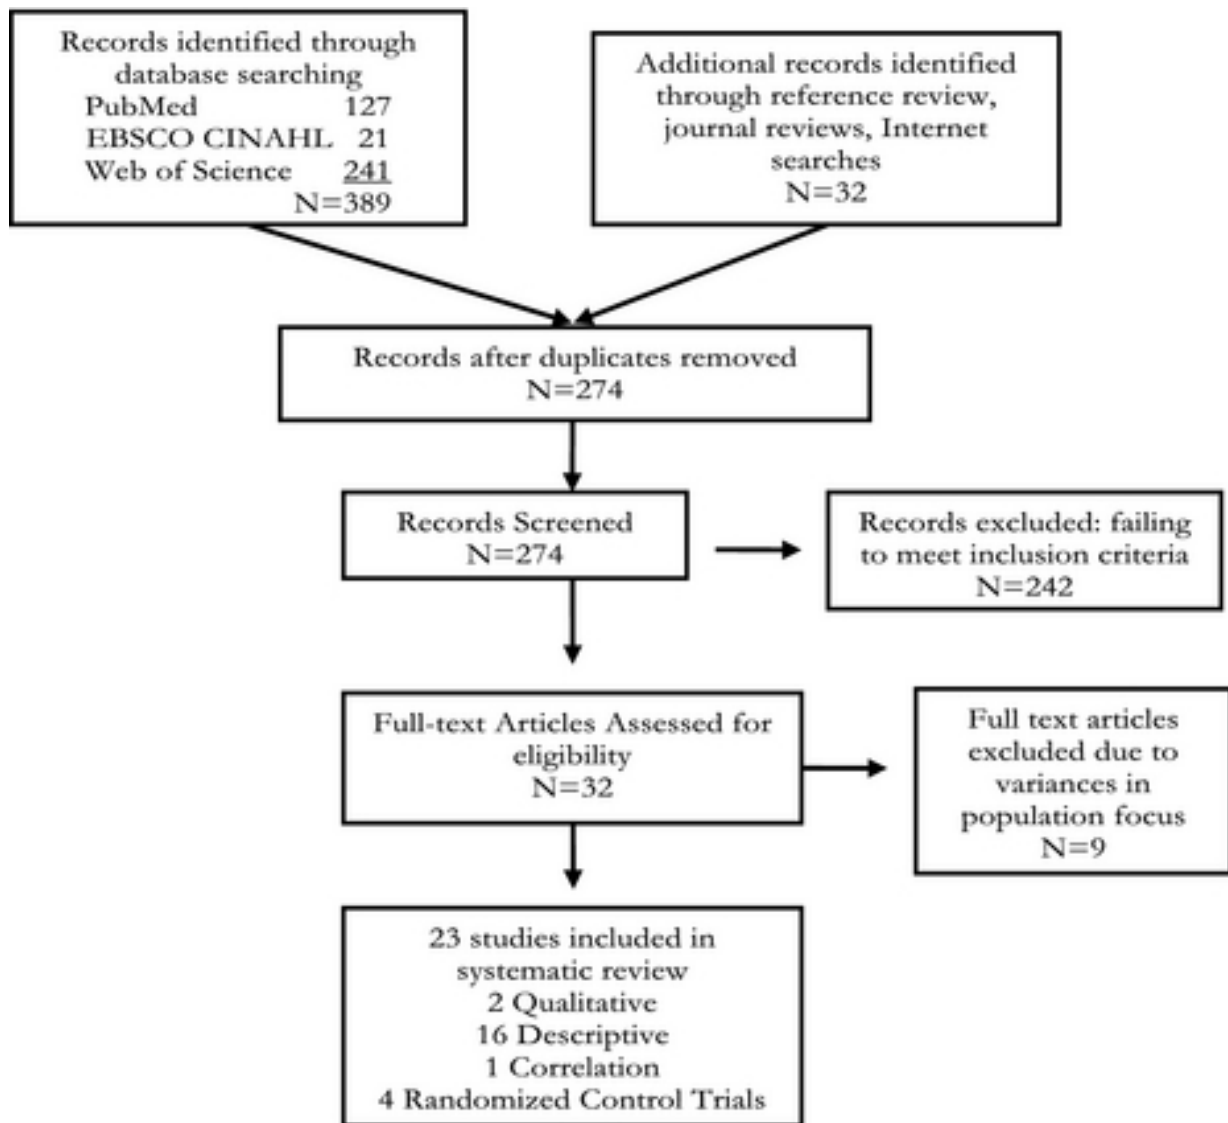 Records identified through
database searching
PubMed 127
EBSCO CINAHL 21
Web of Science 241
N=389
Additional records identified
through reference review,
journal reviews, Internet
searches
N=32
Records after duplicates removed
N=274
Records Screened
N=274
Records excluded: failing
to meet inclusion criteria
N=242
Full-text Articles Assessed for
eligibility
N=32
Full text articles
excluded due to
variances in
population focus
N=9
23 studies included in
systematic review
2 Qualitative
16 Descriptive
1 Correlation
4 Randomized Control Trials